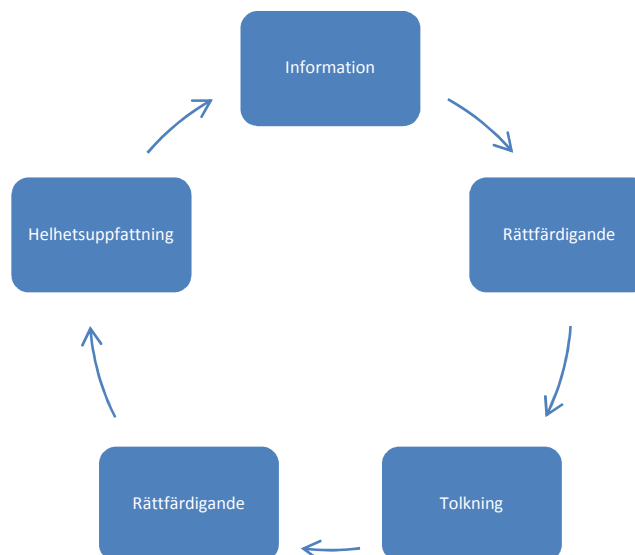 Information
Rättfärdigande
Tolkning
Rättfärdigande
Helhetsuppfattning